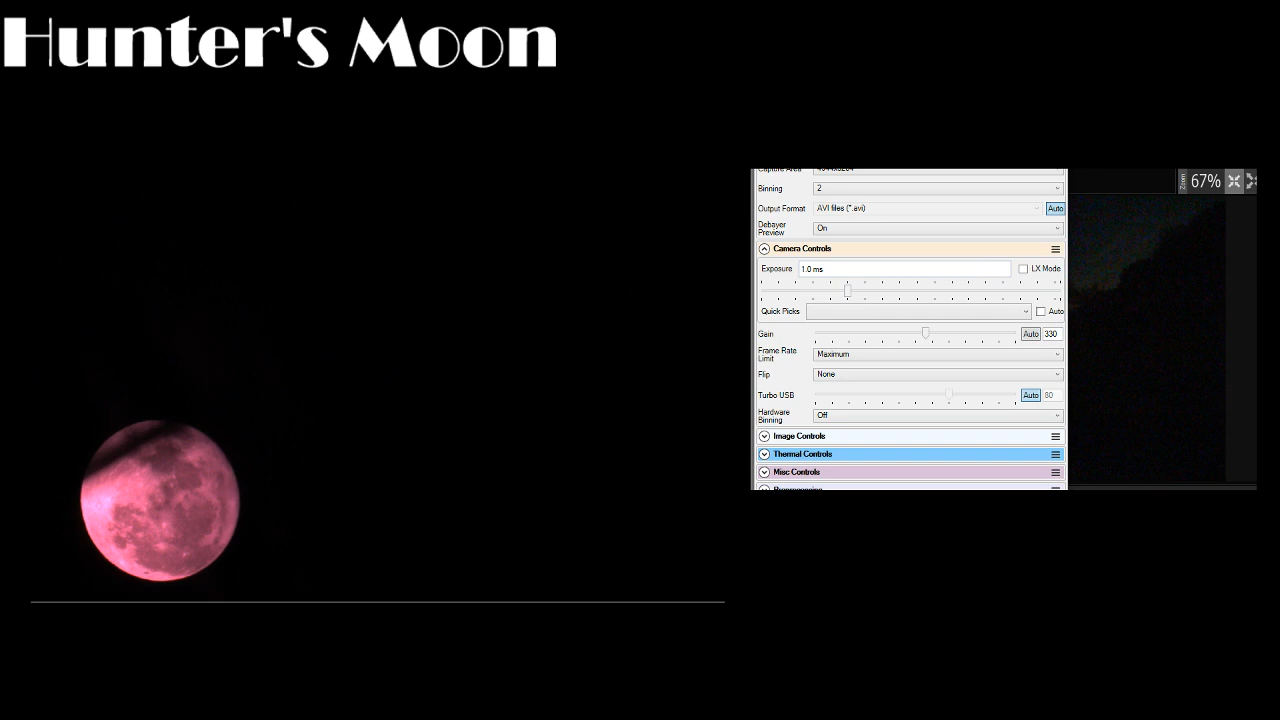 Hunter's Moon
Zoom 67%
Binning 2
Output Format AVI files (*.avi) Auto
Debayer Preview On
Camera Controls
Exposure 1.0 ms LX Mode
Quick Picks Auto
Gain Auto 330
Frame Rate Limit Maximum
Flip None
Turbo USB Auto 80
Hardware Binning Off
Image Controls
Thermal Controls
Misc Controls